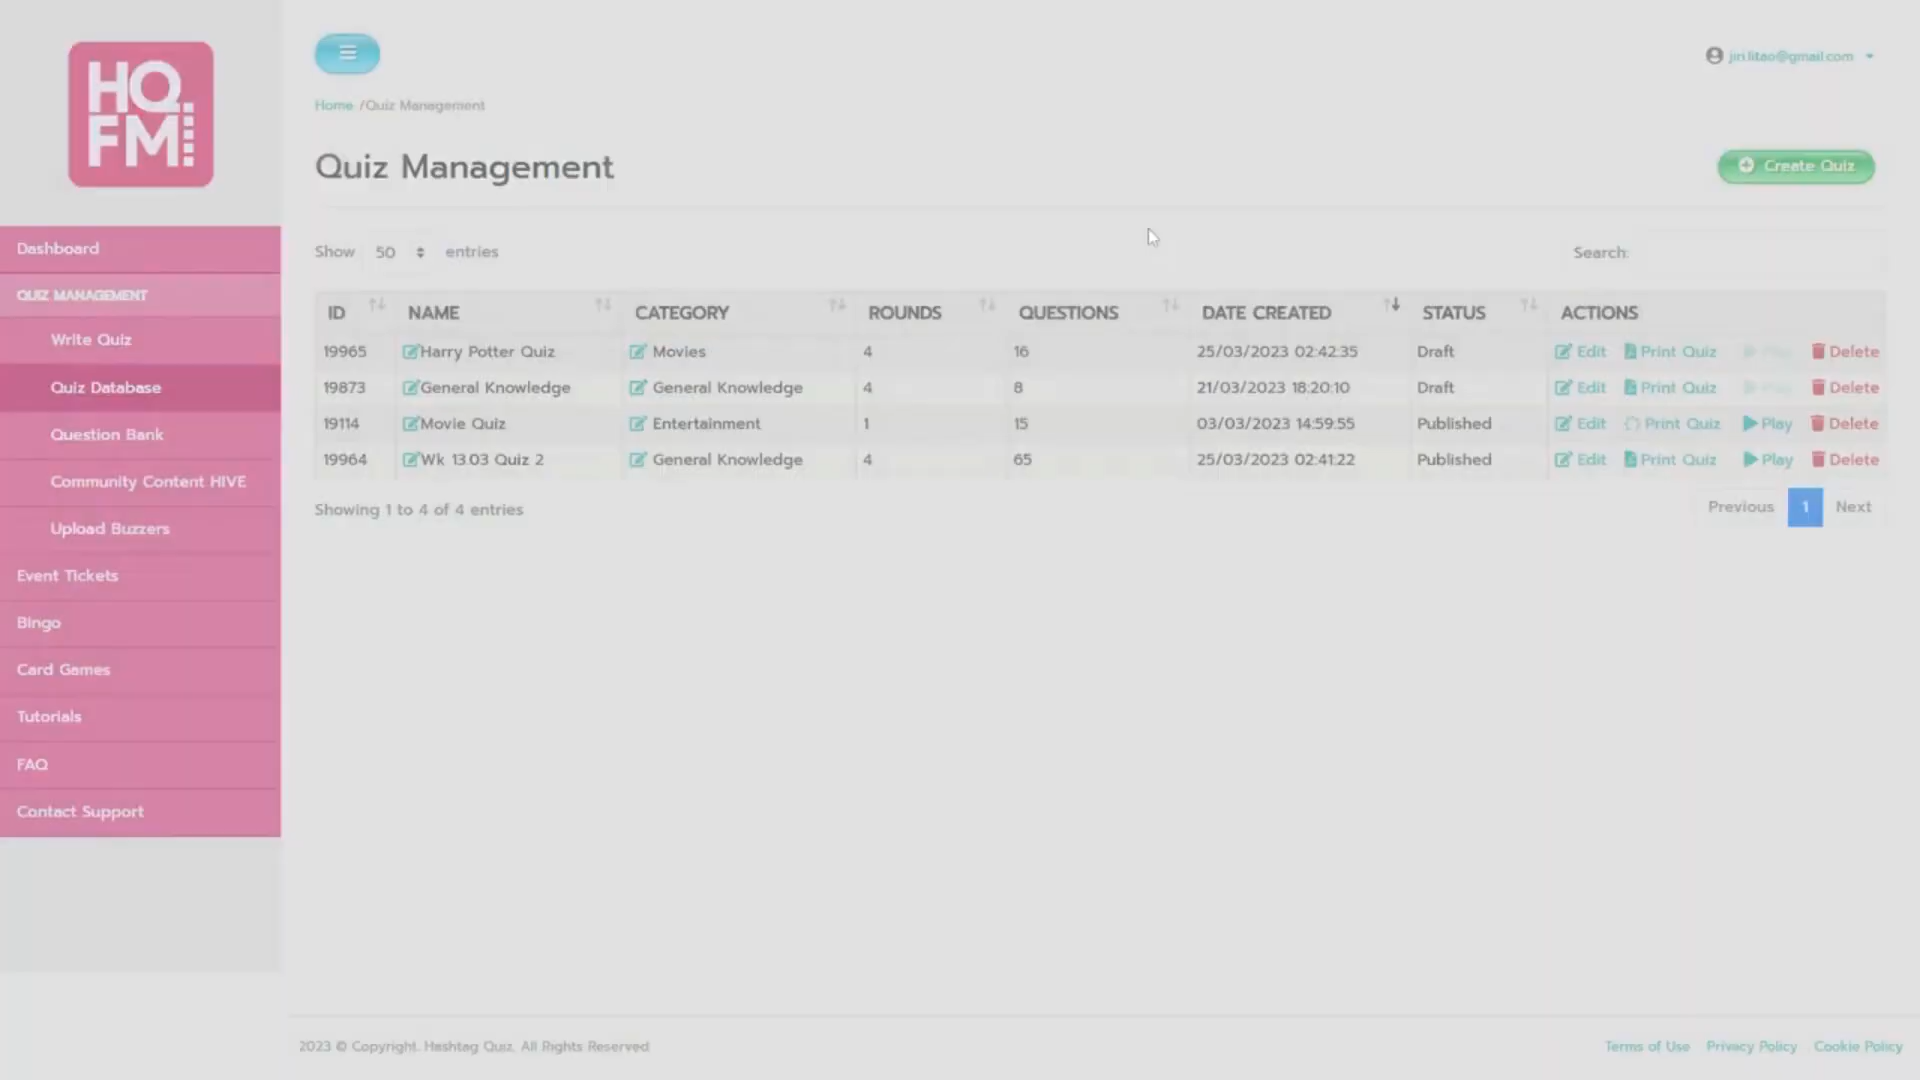 HQ.
FM
jiri.litao@gmail.com
Home /Quiz Management
Quiz Management
Create Quiz
Dashboard
QUIZ MANAGEMENT
Write Quiz
Quiz Database
Question Bank
Community Content HIVE
Upload Buzzers
Event Tickets
Bingo
Card Games
Tutorials
FAQ
Contact Support
Show 50 entries
Search:
ID NAME CATEGORY ROUNDS QUESTIONS DATE CREATED STATUS ACTIONS
19965 Harry Potter Quiz Movies 4 16 25/03/2023 02:42:35 Draft Edit Print Quiz Play Delete
19873 General Knowledge General Knowledge 4 8 21/03/2023 18:20:10 Draft Edit Print Quiz Play Delete
19114 Movie Quiz Entertainment 1 15 03/03/2023 14:59:55 Published Edit Print Quiz Play Delete
19964 Wk 13.03 Quiz 2 General Knowledge 4 65 25/03/2023 02:41:22 Published Edit Print Quiz Play Delete
Showing 1 to 4 of 4 entries
Previous 1 Next
2023 © Copyright. Hashtag Quiz. All Rights Reserved
Terms of Use Privacy Policy Cookie Policy